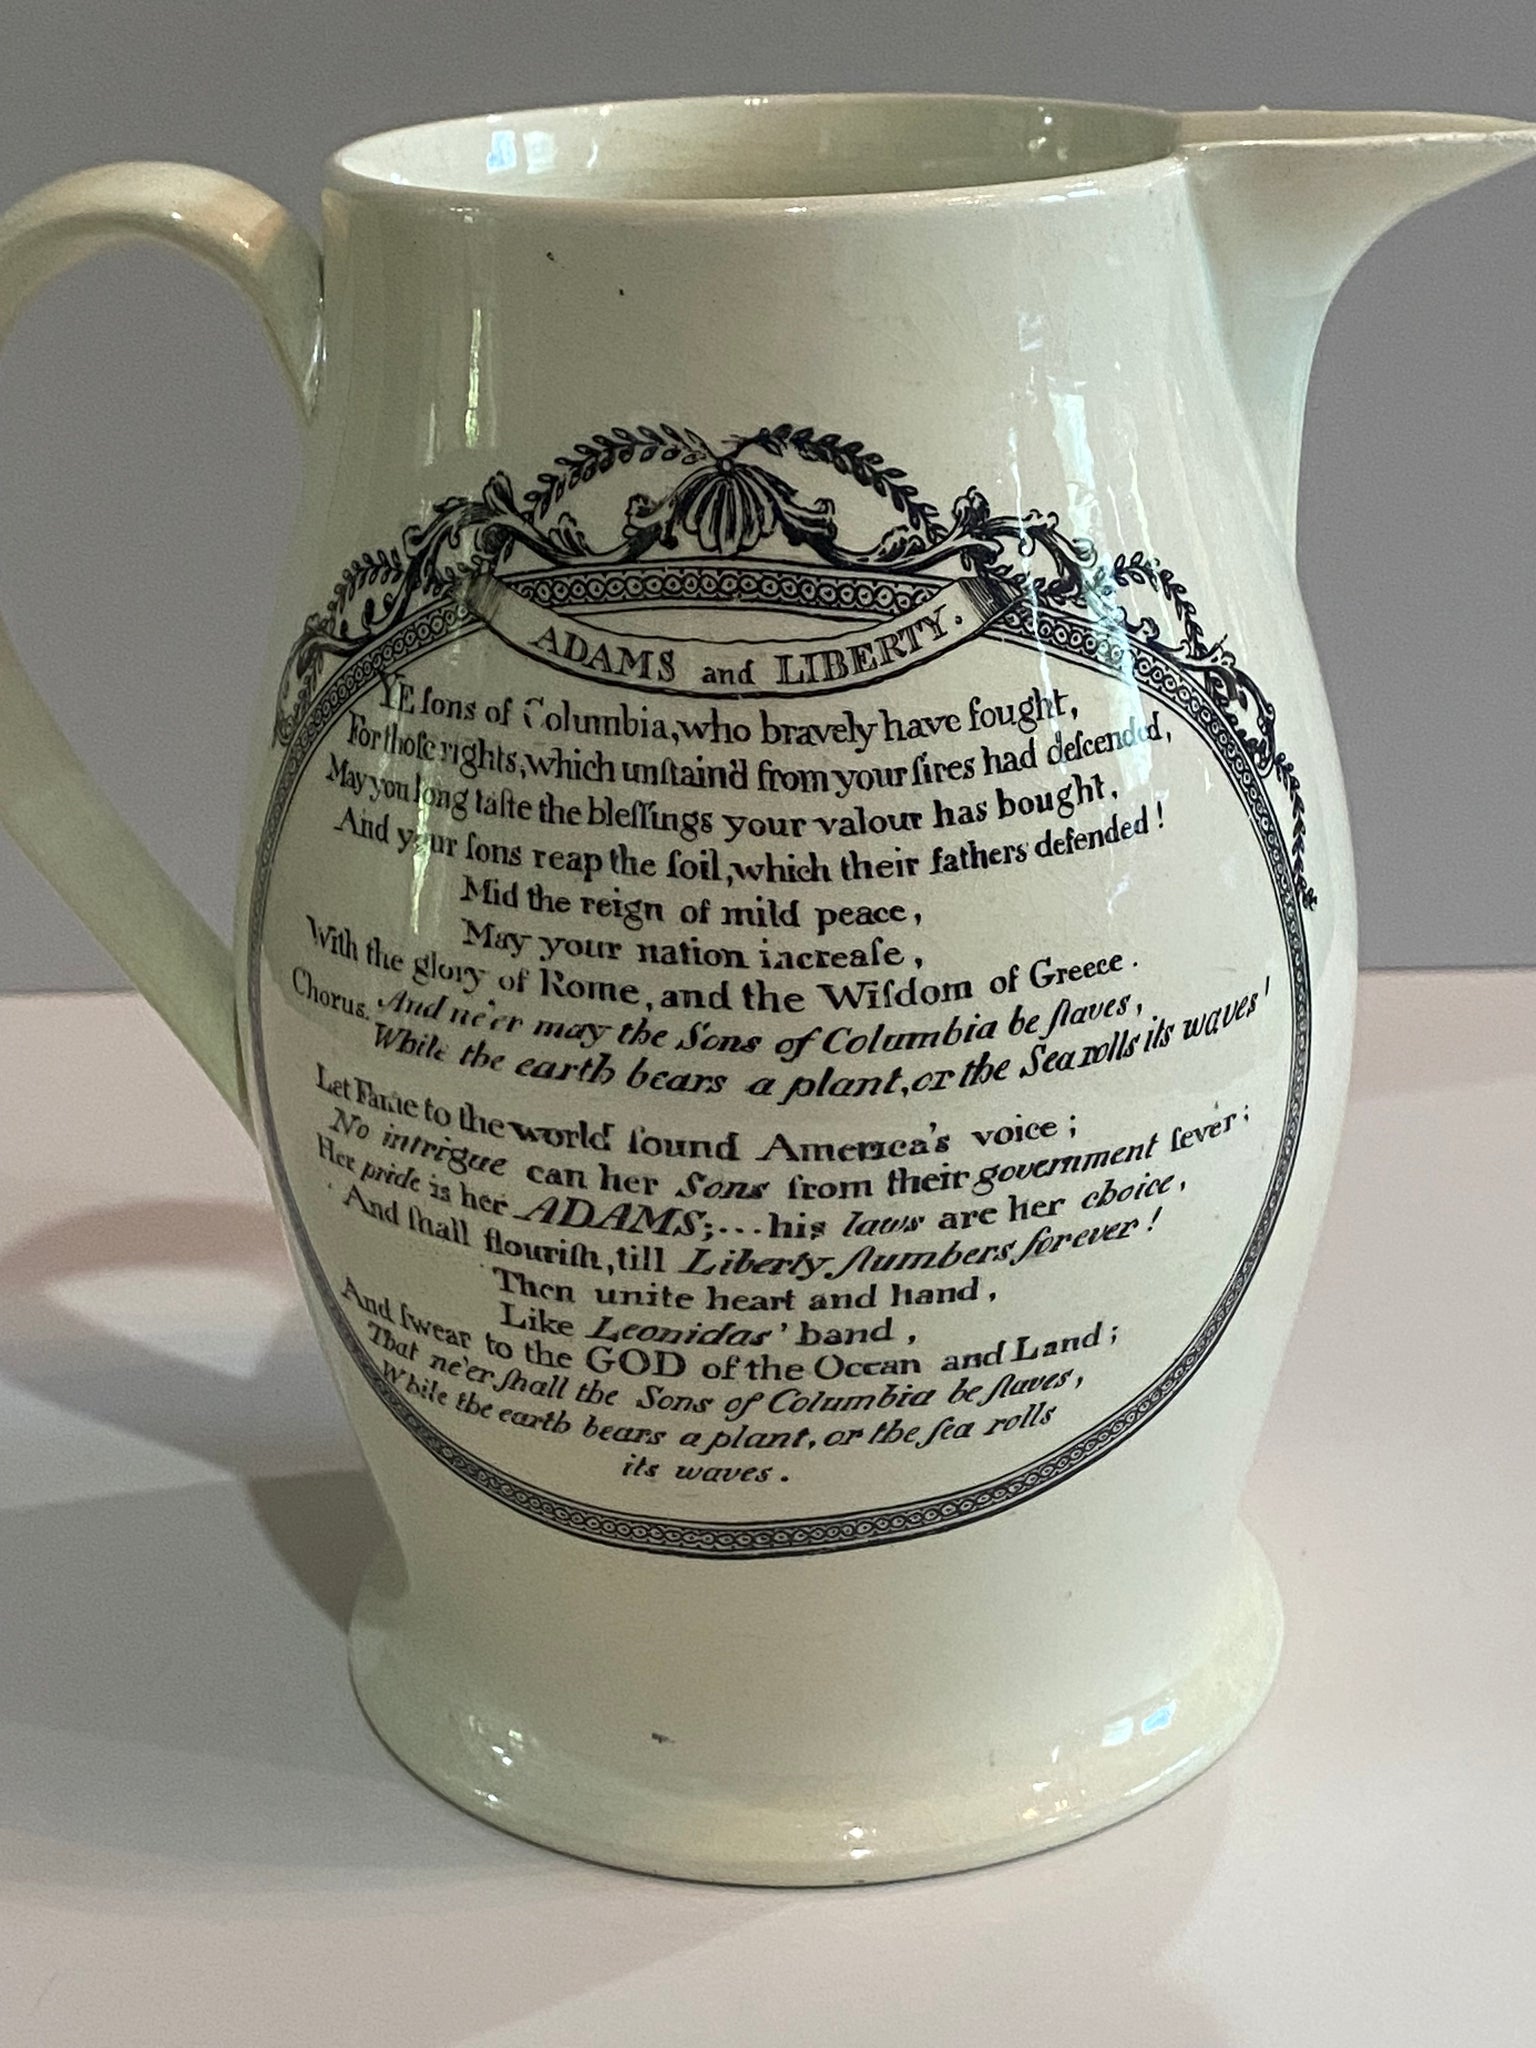 ADAMS and LIBERTY.
YE ſons of Columbia, who bravely have fought,
For thoſe rights, which unſtain'd from your ſires had deſcended,
May you long taſte the bleſſings your valour has bought,
And your ſons reap the ſoil, which their fathers defended!
Mid the reign of mild peace,
May your nation increaſe,
With the glory of Rome, and the Wiſdom of Greece.
Chorus. And ne'er may the Sons of Columbia be ſlaves,
While the earth bears a plant, or the Sea rolls its waves!
Let Fame to the world ſound America's voice;
No intrigue can her Sons from their government ſever;
Her pride is her ADAMS;... his laws are her choice,
And ſhall flouriſh, till Liberty ſlumbers for ever!
Then unite heart and hand,
Like Leonidas' band,
And ſwear to the GOD of the Ocean and Land;
That ne'er ſhall the Sons of Columbia be ſlaves,
While the earth bears a plant, or the ſea rolls
its waves.